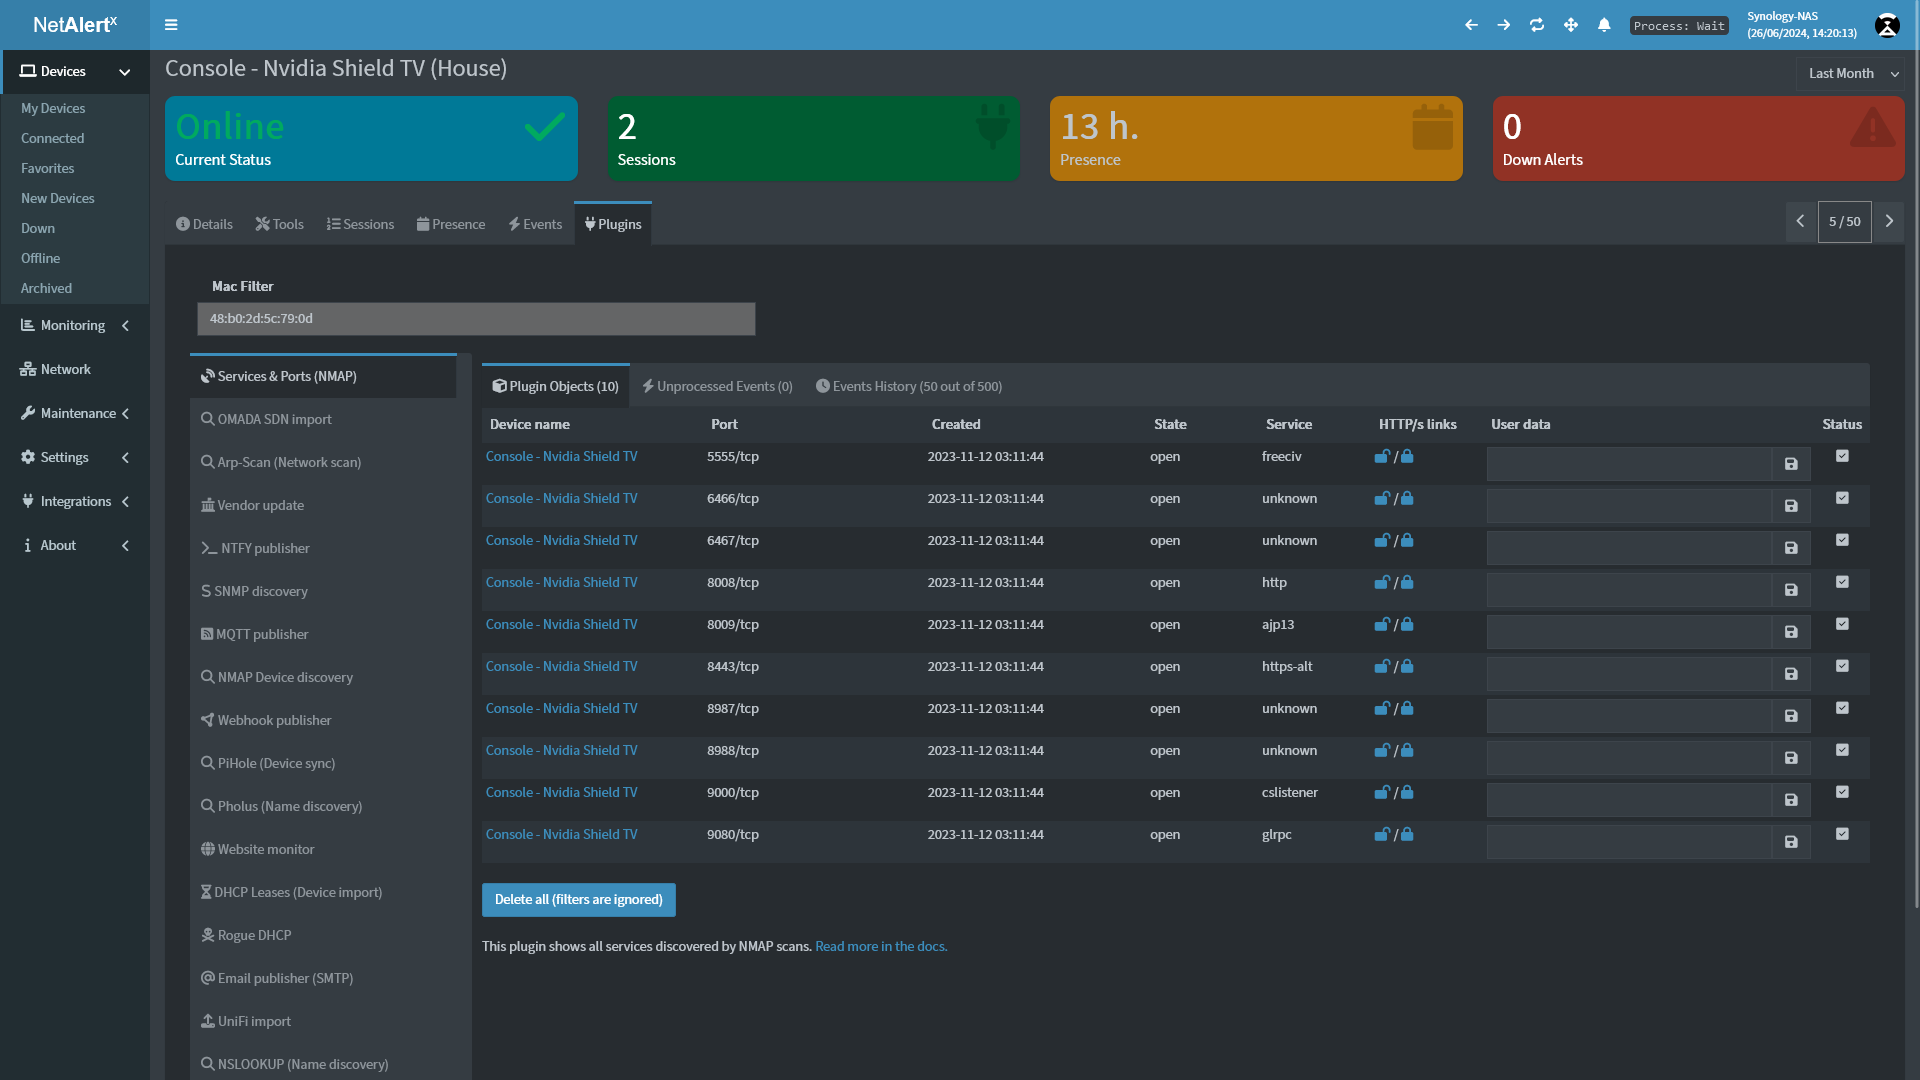 NetAlertx
Process: Wait
Synology-NAS
(26/06/2024, 14:20:13)
Devices
My Devices
Connected
Favorites
New Devices
Down
Offline
Archived
Monitoring
Network
Maintenance
Settings
Integrations
About
Console - Nvidia Shield TV (House)
Last Month
Online
Current Status
2
Sessions
13 h.
Presence
0
Down Alerts
Details Tools Sessions Presence Events Plugins
5 / 50
Mac Filter
48:b0:2d:5c:79:0d
Services & Ports (NMAP)
OMADA SDN import
Arp-Scan (Network scan)
Vendor update
NTFY publisher
SNMP discovery
MQTT publisher
NMAP Device discovery
Webhook publisher
PiHole (Device sync)
Pholus (Name discovery)
Website monitor
DHCP Leases (Device import)
Rogue DHCP
Email publisher (SMTP)
UniFi import
NSLOOKUP (Name discovery)
Plugin Objects (10) Unprocessed Events (0) Events History (50 out of 500)
Device name Port Created State Service HTTP/s links User data Status
Console - Nvidia Shield TV 5555/tcp 2023-11-12 03:11:44 open freeciv /
Console - Nvidia Shield TV 6466/tcp 2023-11-12 03:11:44 open unknown /
Console - Nvidia Shield TV 6467/tcp 2023-11-12 03:11:44 open unknown /
Console - Nvidia Shield TV 8008/tcp 2023-11-12 03:11:44 open http /
Console - Nvidia Shield TV 8009/tcp 2023-11-12 03:11:44 open ajp13 /
Console - Nvidia Shield TV 8443/tcp 2023-11-12 03:11:44 open https-alt /
Console - Nvidia Shield TV 8987/tcp 2023-11-12 03:11:44 open unknown /
Console - Nvidia Shield TV 8988/tcp 2023-11-12 03:11:44 open unknown /
Console - Nvidia Shield TV 9000/tcp 2023-11-12 03:11:44 open cslistener /
Console - Nvidia Shield TV 9080/tcp 2023-11-12 03:11:44 open glrpc /
Delete all (filters are ignored)
This plugin shows all services discovered by NMAP scans. Read more in the docs.